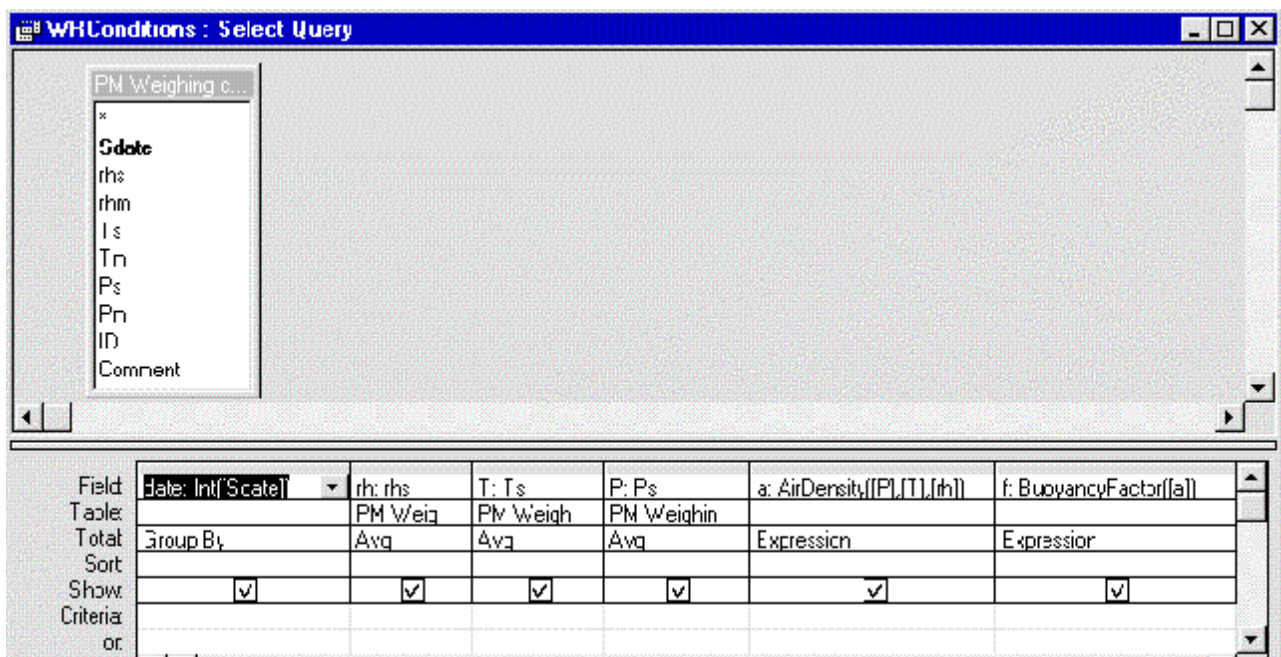 WRConditions : Select Query
PM Weighing c...
*
Sdate
rhs
rhm
Ts
Tm
Ps
Pm
ID
Comment
Field: date: Int([Sdate]) rh: rhs T: Ts P: Ps a: AirDensity([P],[T],[rh]) f: BuoyancyFactor([a])
Table: PM Weig PM Weigh PM Weighin
Total: Group By Avg Avg Avg Expression Expression
Sort:
Show:
Criteria:
or: